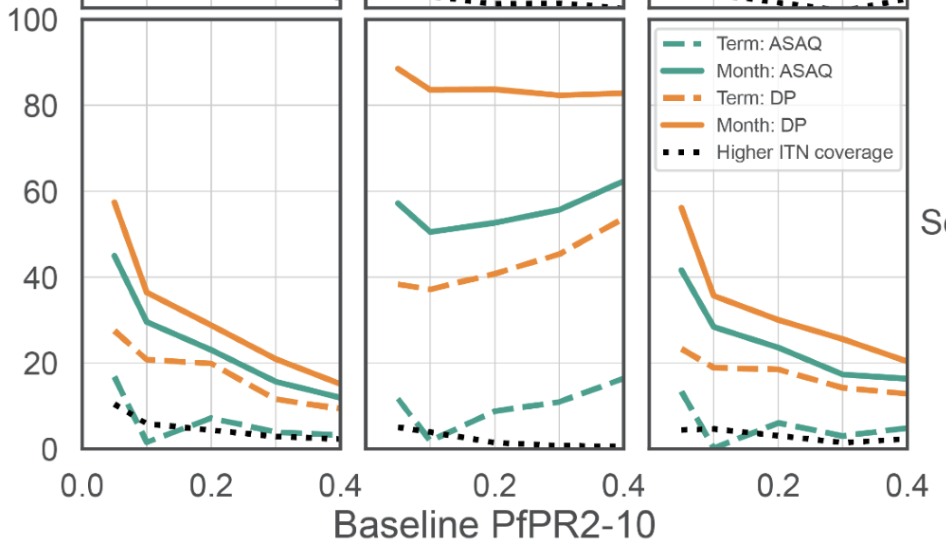 100
80
60
40
20
0
Term: ASAQ
Month: ASAQ
Term: DP
Month: DP
Higher ITN coverage
0.0 0.2 0.4 0.2 0.4 0.2 0.4
Baseline PfPR2-10